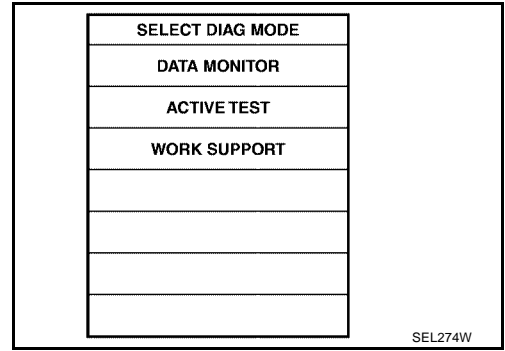 SELECT DIAG MODE
DATA MONITOR
ACTIVE TEST
WORK SUPPORT
SEL274W